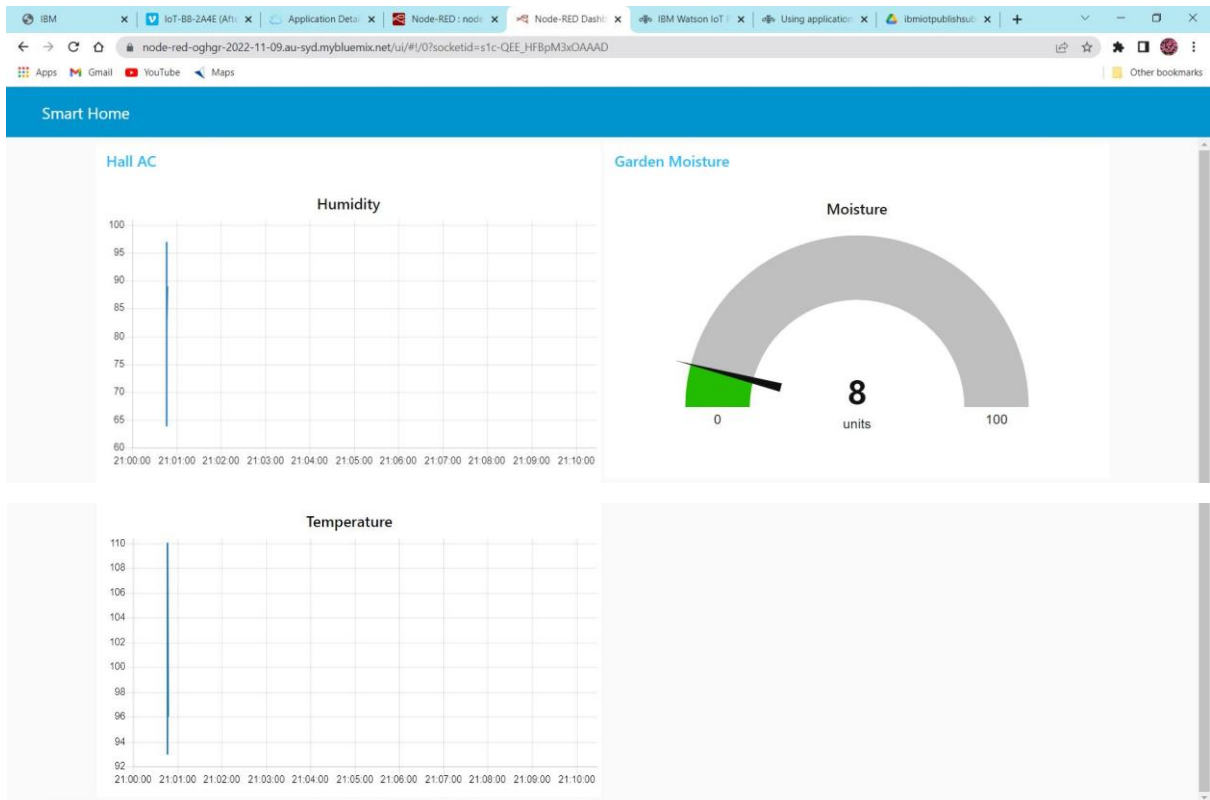 IBM
IoT-BB-2A4E (Afte
Application Detai
Node-RED : node
Node-RED Dashb
IBM Watson IoT P
Using application
ibmiotpublishsub
node-red-oghgr-2022-11-09.au-syd.mybluemix.net/ui/#!/0?socketid=s1c-QEE_HFBpM3xOAAAD
Apps Gmail YouTube Maps Other bookmarks
Smart Home
Hall AC
Humidity
100
95
90
85
80
75
70
65
60
21:00:00 21:01:00 21:02:00 21:03:00 21:04:00 21:05:00 21:06:00 21:07:00 21:08:00 21:09:00 21:10:00
Garden Moisture
Moisture
8
units
0
100
Temperature
110
108
106
104
102
100
98
96
94
92
21:00:00 21:01:00 21:02:00 21:03:00 21:04:00 21:05:00 21:06:00 21:07:00 21:08:00 21:09:00 21:10:00